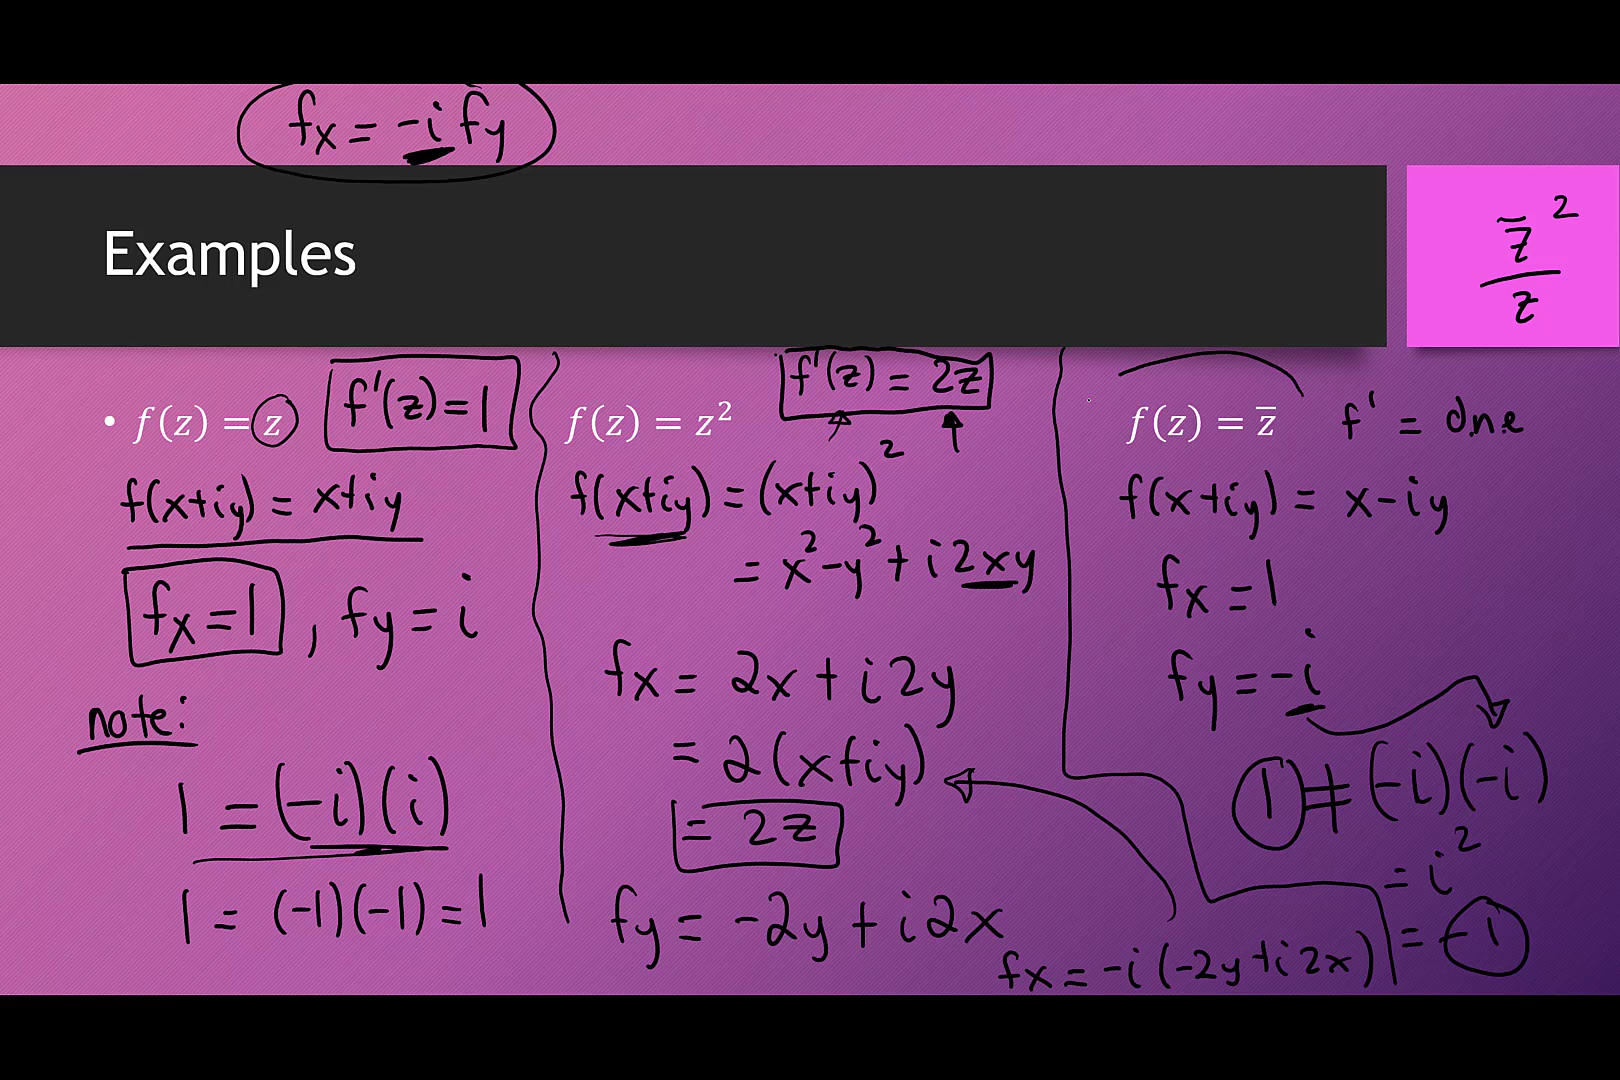 fx = -i fy
Examples
z̄²
z
• f(z) = z
f'(z) = 1
f(x+iy) = x+iy
fx = 1 , fy = i
note:
1 = (-i)(i)
1 = (-1)(-1) = 1
f'(z) = 2z
f(z) = z²
f(x+iy) = (x+iy)²
= x² - y² + i2xy
fx = 2x + i2y
= 2(x+iy)
= 2z
fy = -2y + i2x
fx = -i(-2y+i2x)
f(z) = z̄
f' = d.n.e
f(x+iy) = x-iy
fx = 1
fy = -i
1 ≠ (-i)(-i)
= i²
= -1